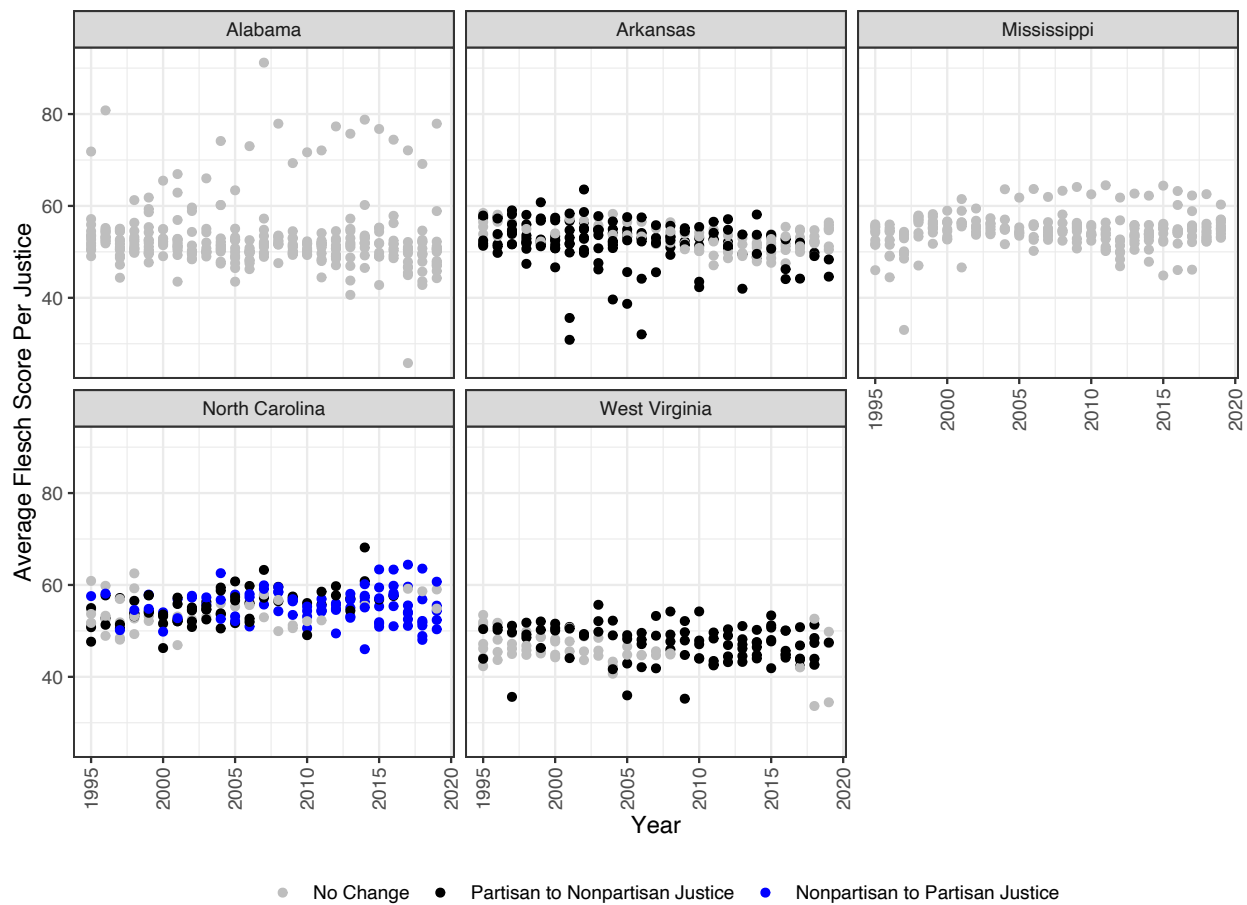 Alabama
Arkansas
Mississippi
80
60
40
North Carolina
West Virginia
1995
2000
2005
2010
2015
2020
80
60
40
1995
2000
2005
2010
2015
2020
1995
2000
2005
2010
2015
2020
Average Flesch Score Per Justice
Year
No Change
Partisan to Nonpartisan Justice
Nonpartisan to Partisan Justice